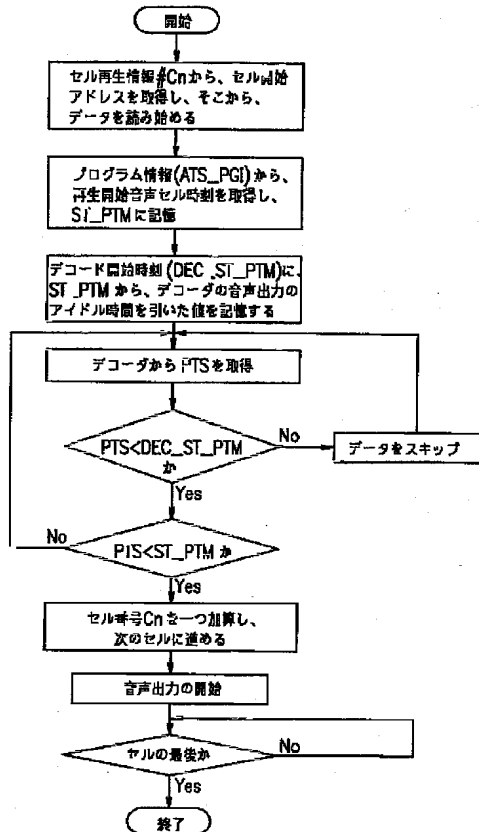 開始
セル再生情報#Cnから、セル開始
アドレスを取得し、そこから、
データを読み始める
プログラム情報(ATS_PGI)から、
再生開始音声セル時刻を取得し、
ST_PTMに記憶
デコード開始時刻(DEC_ST_PTM)に、
ST_PTMから、デコーダの音声出力の
アイドル時間を引いた値を記憶する
デコーダからPTSを取得
PTS<DEC_ST_PTM
か
No
データをスキップ
Yes
No
PTS<ST_PTMか
Yes
セル番号Cnを一つ加算し、
次のセルに進める
音声出力の開始
セルの最後か
No
Yes
終了